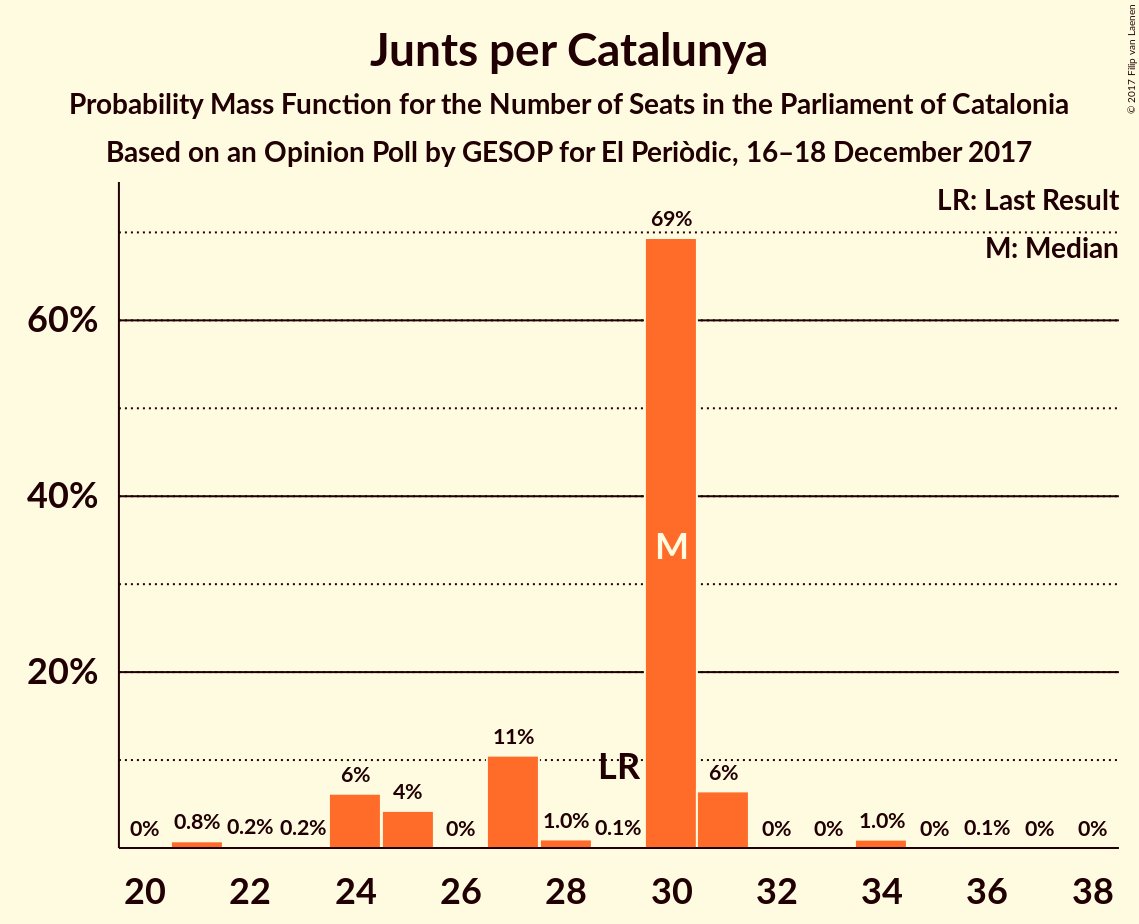 Junts per Catalunya
Probability Mass Function for the Number of Seats in the Parliament of Catalonia
Based on an Opinion Poll by GESOP for El Periòdic, 16–18 December 2017
© 2017 Filip van Laenen
LR: Last Result
M: Median
60%
40%
20%
0%
0.8%
0.2%
0.2%
6%
4%
0%
11%
1.0%
0.1%
69%
6%
0%
0%
1.0%
0%
0.1%
0%
0%
LR
M
20 22 24 26 28 30 32 34 36 38